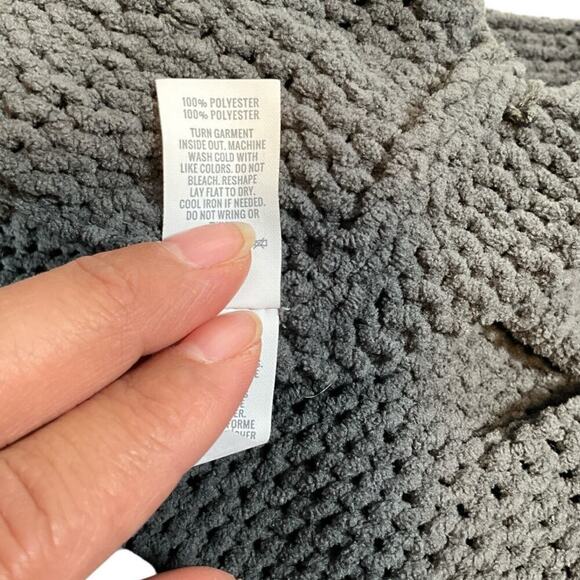 100% POLYESTER
100% POLYESTER
TURN GARMENT
INSIDE OUT. MACHINE
WASH COLD WITH
LIKE COLORS. DO NOT
BLEACH. RESHAPE
LAY FLAT TO DRY.
COOL IRON IF NEEDED.
DO NOT WRING OR